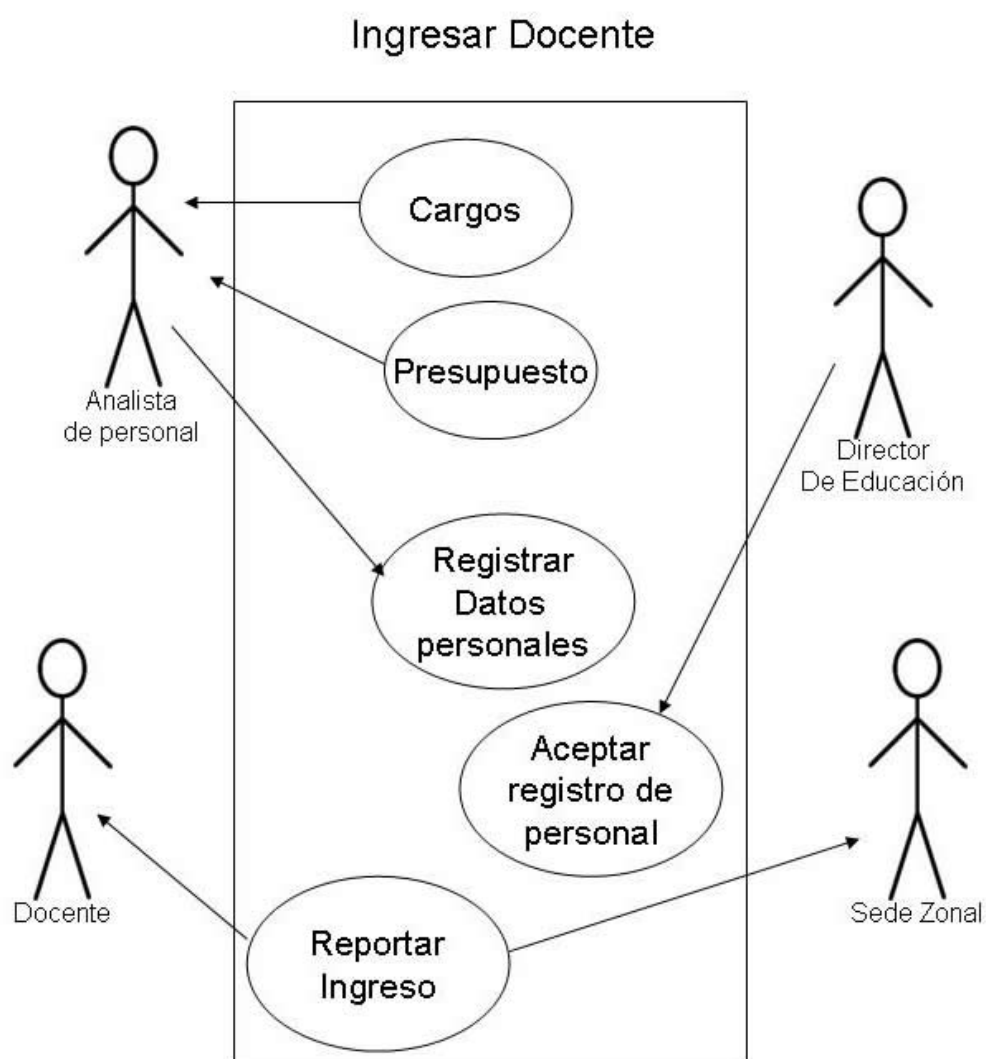 Ingresar Docente
Cargos
Presupuesto
Analista
de personal
Director
De Educación
Registrar
Datos
personales
Aceptar
registro de
personal
Docente
Sede Zonal
Reportar
Ingreso